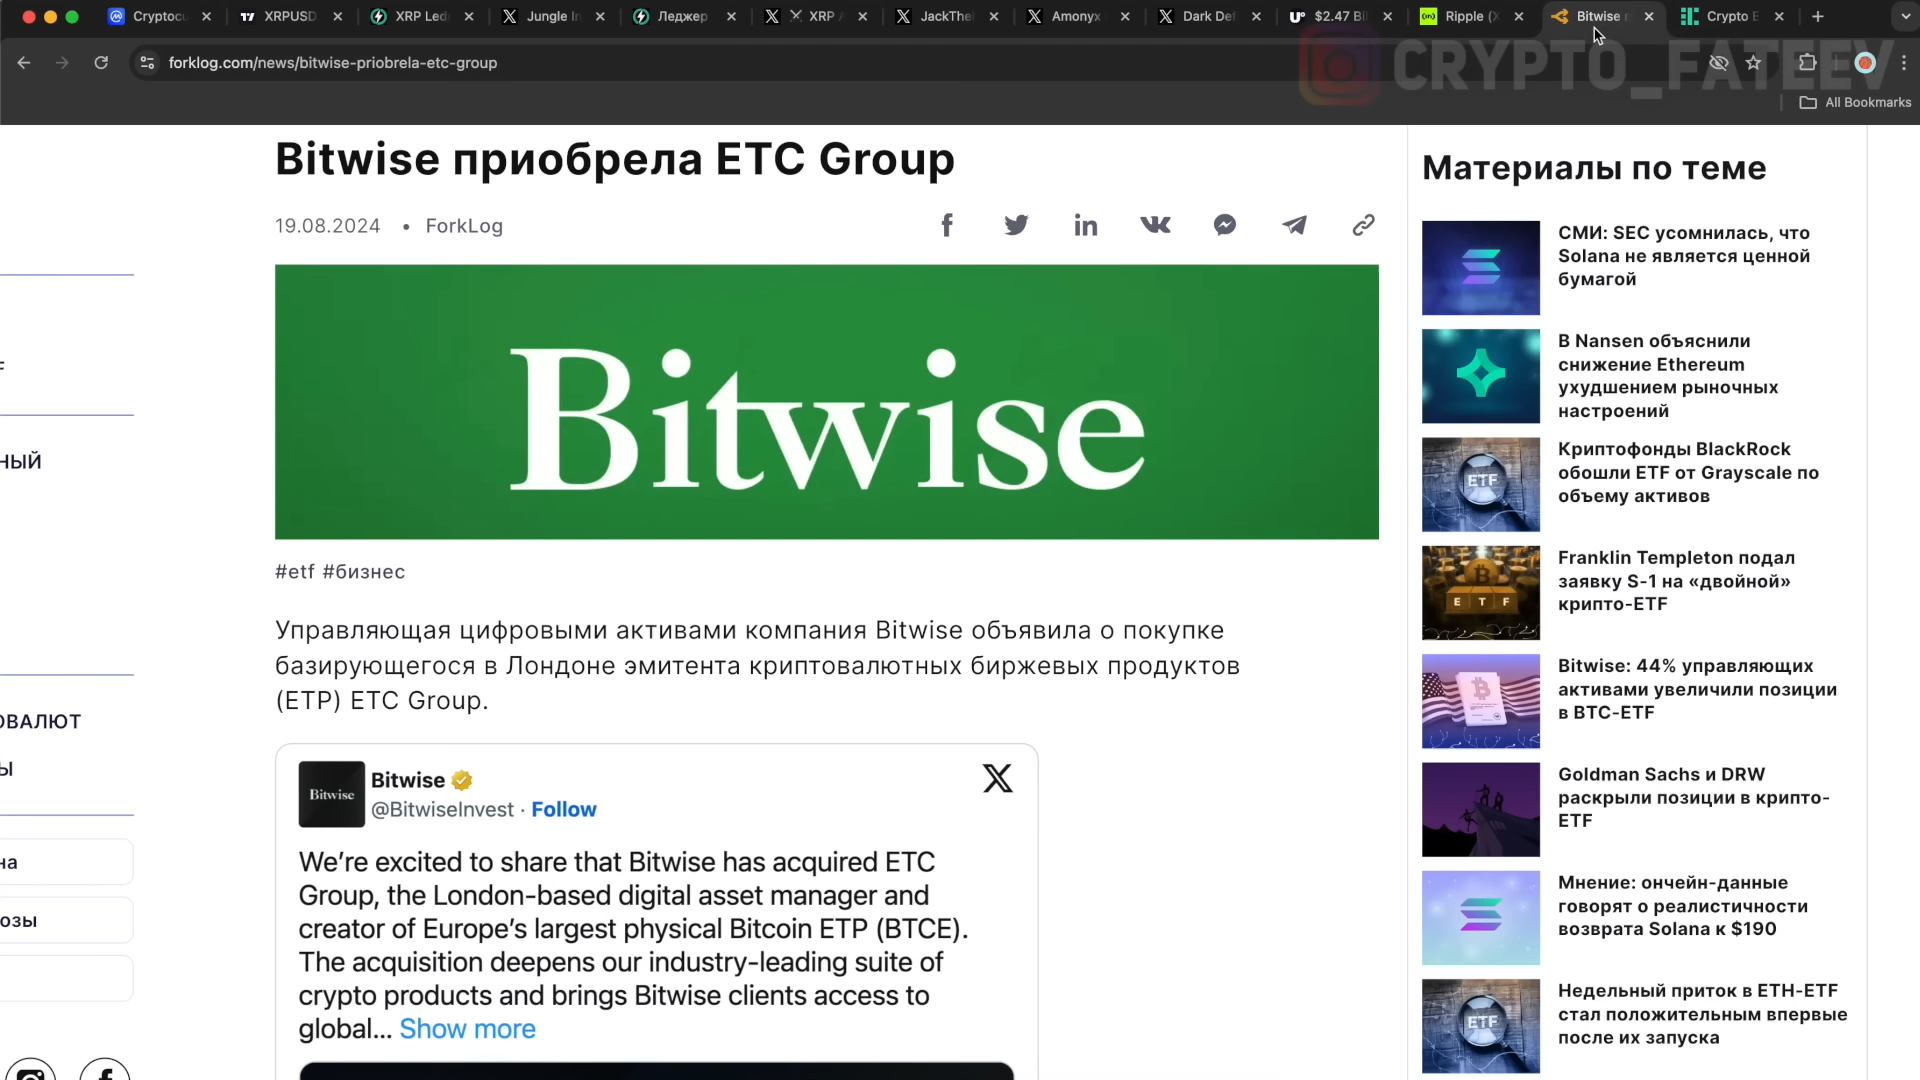 Cryptocu
XRPUSD
XRP Led
Jungle In
Леджер
XRP A
JackThe
Amonyx
Dark Def
$2.47 Bi
Ripple (X
Bitwise
Crypto E
forklog.com/news/bitwise-priobrela-etc-group
CRYPTO_FATEEV
All Bookmarks
НЫЙ
ОВАЛЮТ
Ы
на
озы
Bitwise приобрела ETC Group
19.08.2024 • ForkLog
Bitwise
#etf #бизнес
Управляющая цифровыми активами компания Bitwise объявила о покупке
базирующегося в Лондоне эмитента криптовалютных биржевых продуктов
(ETP) ETC Group.
Bitwise
Bitwise
@BitwiseInvest · Follow
We’re excited to share that Bitwise has acquired ETC
Group, the London-based digital asset manager and
creator of Europe’s largest physical Bitcoin ETP (BTCE).
The acquisition deepens our industry-leading suite of
crypto products and brings Bitwise clients access to
global... Show more
Материалы по теме
СМИ: SEC усомнилась, что
Solana не является ценной
бумагой
В Nansen объяснили
снижение Ethereum
ухудшением рыночных
настроений
ETF
Криптофонды BlackRock
обошли ETF от Grayscale по
объему активов
E T F
Franklin Templeton подал
заявку S-1 на «двойной»
крипто-ETF
Bitwise: 44% управляющих
активами увеличили позиции
в BTC-ETF
Goldman Sachs и DRW
раскрыли позиции в крипто-
ETF
Мнение: ончейн-данные
говорят о реалистичности
возврата Solana к $190
ETF
Недельный приток в ETH-ETF
стал положительным впервые
после их запуска